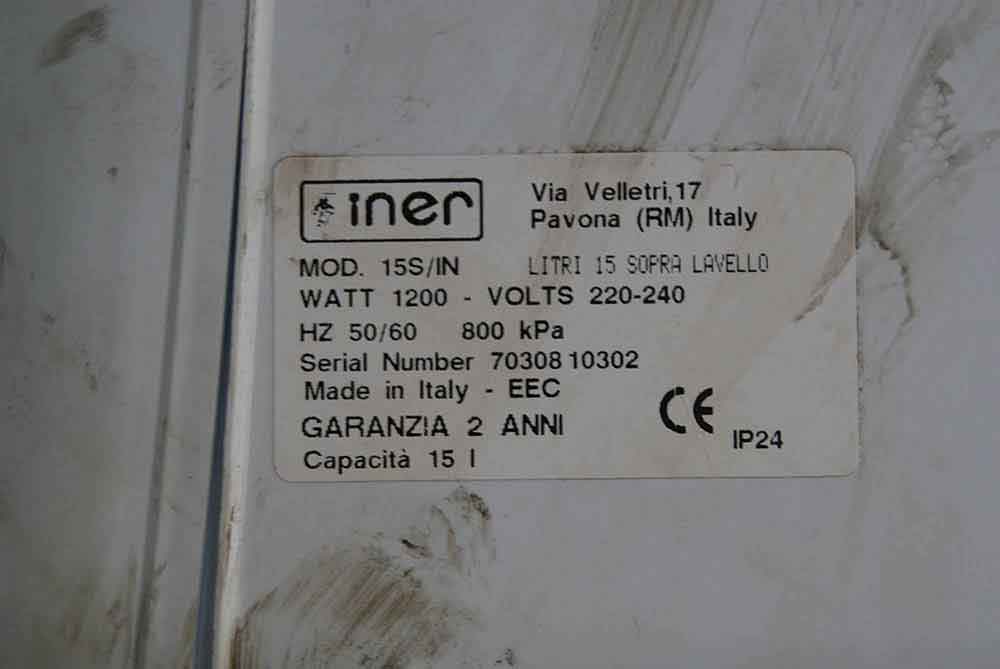 iner
Via Velletri,17
Pavona (RM) Italy
MOD. 15S/IN LITRI 15 SOPRA LAVELLO
WATT 1200 - VOLTS 220-240
HZ 50/60 800 kPa
Serial Number 70308 10302
Made in Italy - EEC
GARANZIA 2 ANNI
CE
IP24
Capacità 15 l